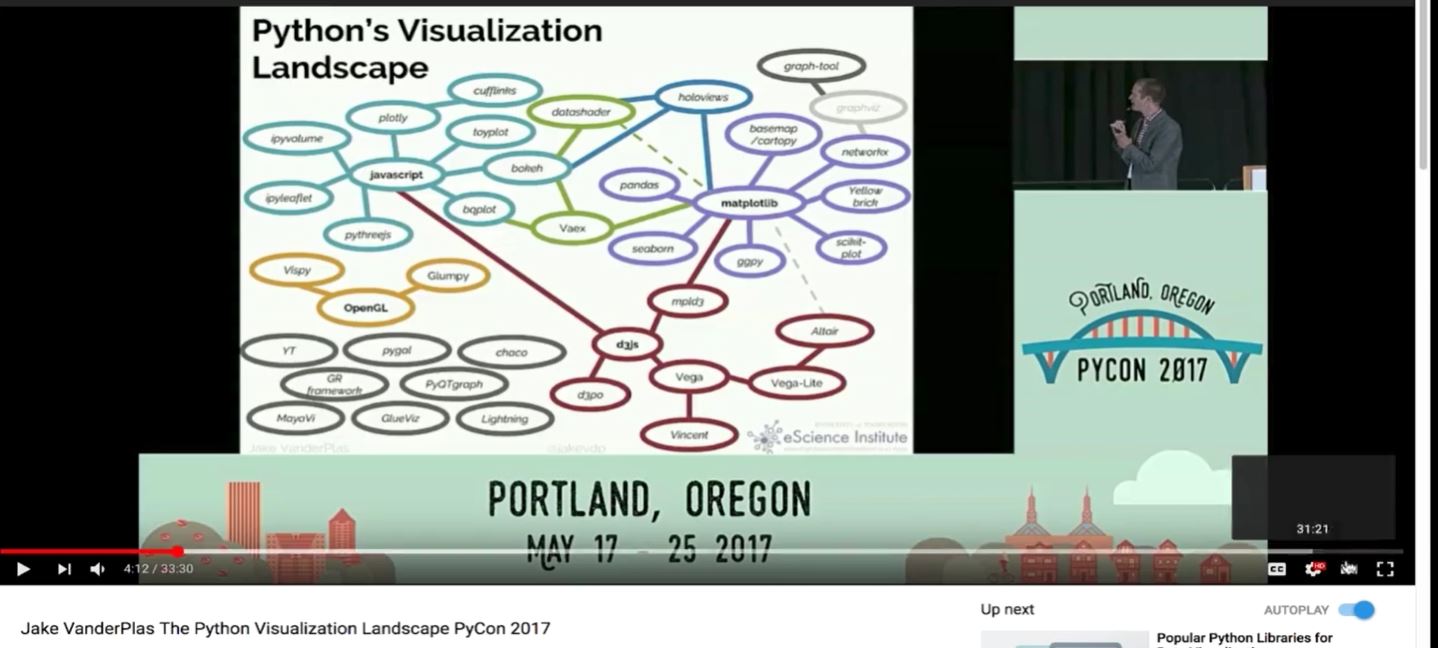 Python's Visualization
Landscape
graph-tool
cufflinks
holoviews
datashader
graphviz
plotly
toyplot
basemap
/cartopy
ipyvolume
networkx
bokeh
javascript
pandas
Yellow
brick
ipyleaflet
matplotlib
bqplot
Vaex
pythreejs
seaborn
scikit-
plot
ggpy
Vispy
Glumpy
OpenGL
mpld3
Altair
d3js
YT
pygal
chaco
Vega
Vega-Lite
GR
framework
PyQTgraph
d3po
MayaVi
GlueViz
Lightning
Vincent
eScience Institute
Jake VanderPlas
@jakevdp
PORTLAND, OREGON
PYCON 2017
PORTLAND, OREGON
MAY 17 - 25 2017
31:21
4:12 / 33:30
CC
HD
Up next
AUTOPLAY
Jake VanderPlas The Python Visualization Landscape PyCon 2017
Popular Python Libraries for